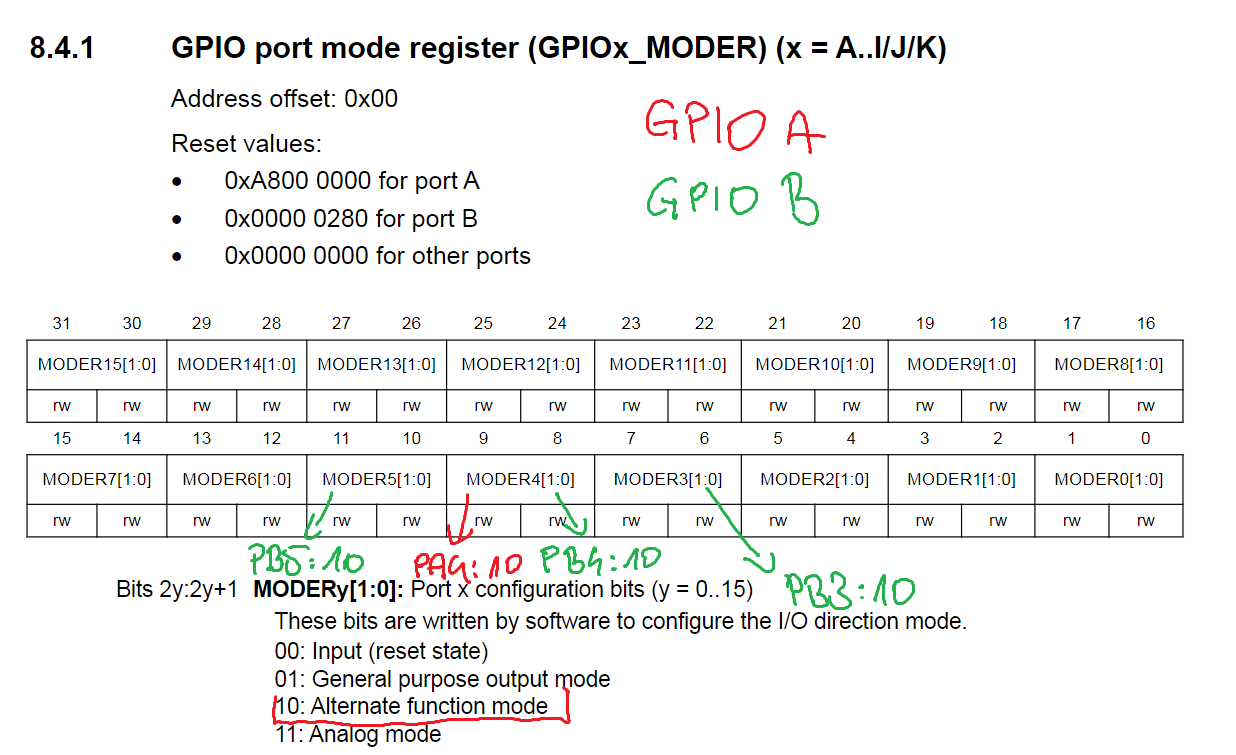 8.4.1 GPIO port mode register (GPIOx_MODER) (x = A..I/J/K)
Address offset: 0x00
GPIO A
Reset values:
• 0xA800 0000 for port A
GPIO B
• 0x0000 0280 for port B
• 0x0000 0000 for other ports
31 30 29 28 27 26 25 24 23 22 21 20 19 18 17 16
MODER15[1:0] MODER14[1:0] MODER13[1:0] MODER12[1:0] MODER11[1:0] MODER10[1:0] MODER9[1:0] MODER8[1:0]
rw rw rw rw rw rw rw rw rw rw rw rw rw rw rw rw
15 14 13 12 11 10 9 8 7 6 5 4 3 2 1 0
MODER7[1:0] MODER6[1:0] MODER5[1:0] MODER4[1:0] MODER3[1:0] MODER2[1:0] MODER1[1:0] MODER0[1:0]
rw rw rw rw rw rw rw rw rw rw rw rw rw rw rw rw
PB5:10 PA4:10 PB4:10
Bits 2y:2y+1 MODERy[1:0]: Port x configuration bits (y = 0..15)
PB3:10
These bits are written by software to configure the I/O direction mode.
00: Input (reset state)
01: General purpose output mode
10: Alternate function mode
11: Analog mode